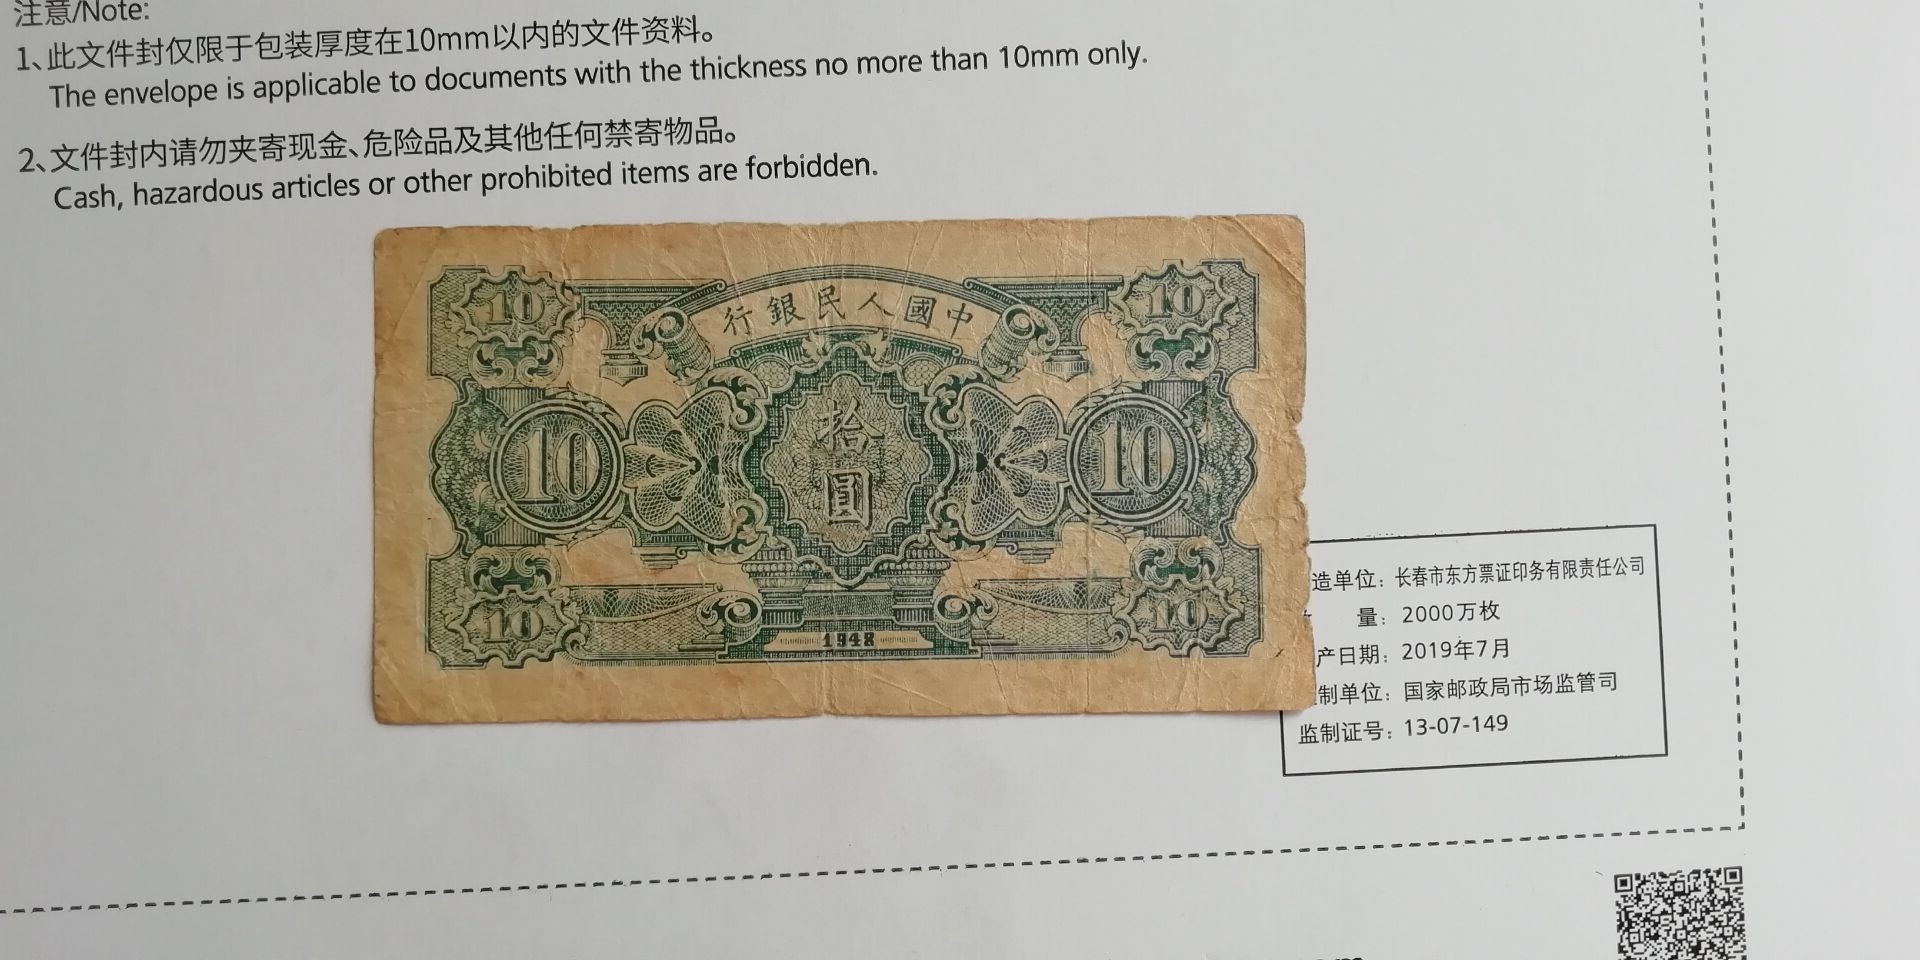 注意/Note:
1、此文件封仅限于包装厚度在10mm以内的文件资料。
The envelope is applicable to documents with the thickness no more than 10mm only.
2、文件封内请勿夹寄现金、危险品及其他任何禁寄物品。
Cash, hazardous articles or other prohibited items are forbidden.
10 10
行銀民人國中
10 拾圓 10
10 10
1948
造单位：长春市东方票证印务有限责任公司
量：2000万枚
产日期：2019年7月
制单位：国家邮政局市场监管司
监制证号：13-07-149